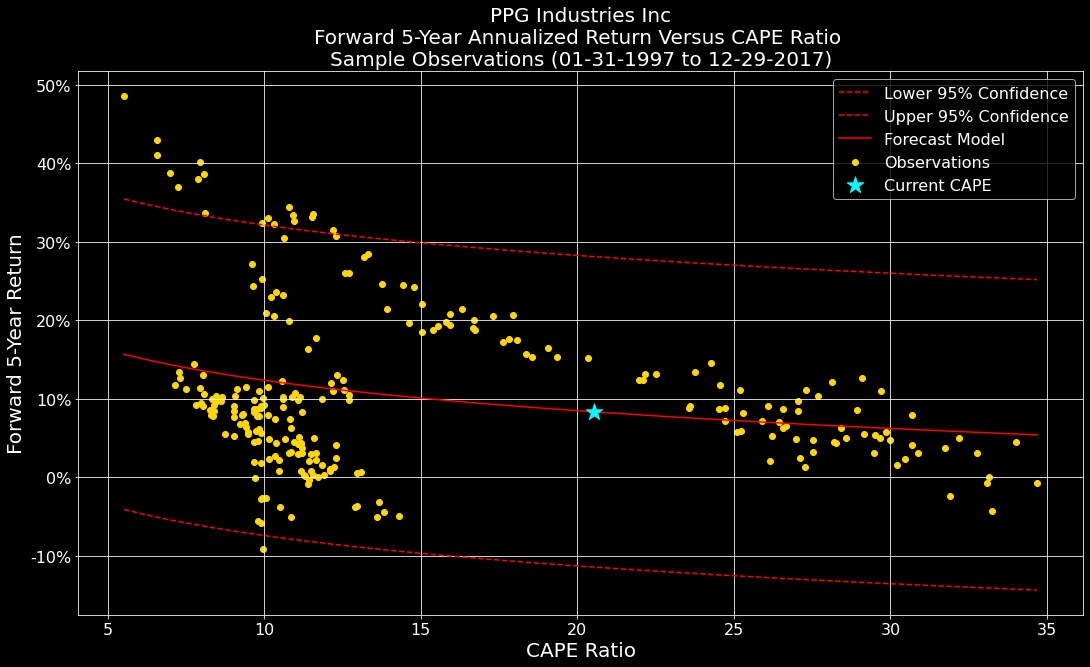 PPG Industries Inc
Forward 5-Year Annualized Return Versus CAPE Ratio
Sample Observations (01-31-1997 to 12-29-2017)
Lower 95% Confidence
Upper 95% Confidence
Forecast Model
Observations
Current CAPE
Forward 5-Year Return
50%
40%
30%
20%
10%
0%
-10%
5 10 15 20 25 30 35
CAPE Ratio